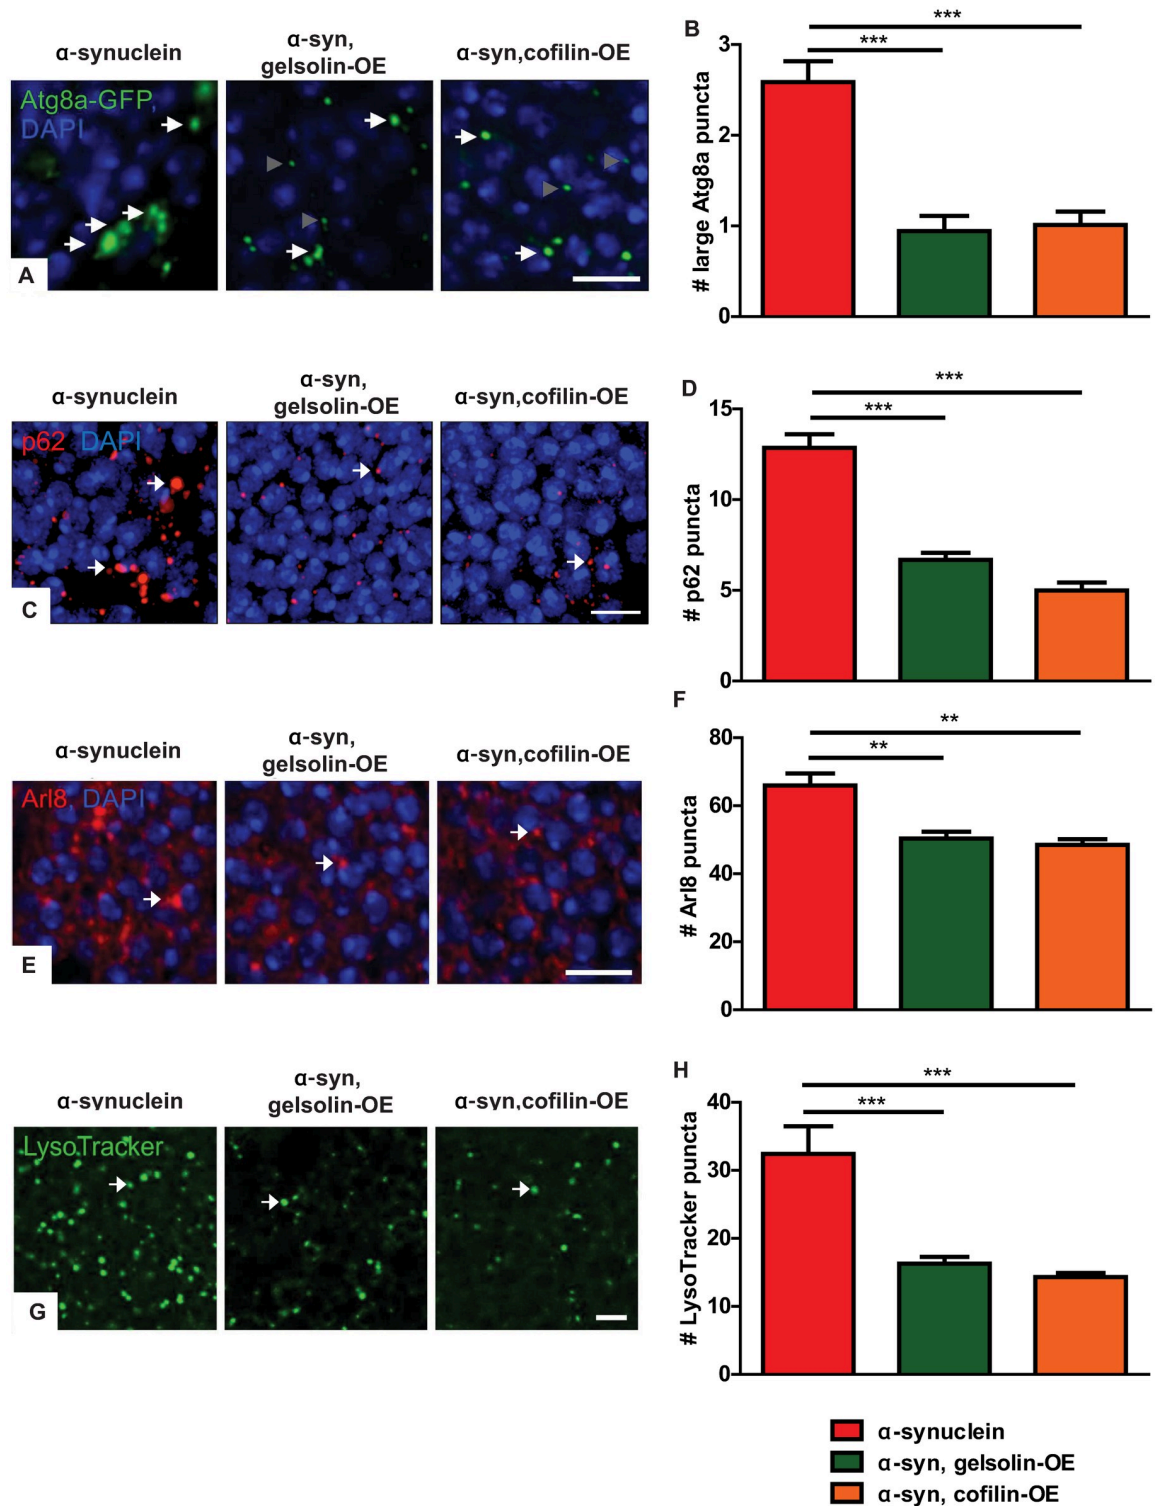 α-synuclein
α-syn,
gelsolin-OE
α-syn,cofilin-OE
Atg8a-GFP,
DAPI
A
B
***
***
# large Atg8a puncta
3
2
1
0
α-synuclein
α-syn,
gelsolin-OE
α-syn,cofilin-OE
p62 DAPI
C
D
***
***
# p62 puncta
15
10
5
0
α-synuclein
α-syn,
gelsolin-OE
α-syn,cofilin-OE
Arl8, DAPI
E
F
**
**
# Arl8 puncta
80
60
40
20
0
α-synuclein
α-syn,
gelsolin-OE
α-syn,cofilin-OE
LysoTracker
G
H
***
***
# LysoTracker puncta
40
30
20
10
0
α-synuclein
α-syn, gelsolin-OE
α-syn, cofilin-OE